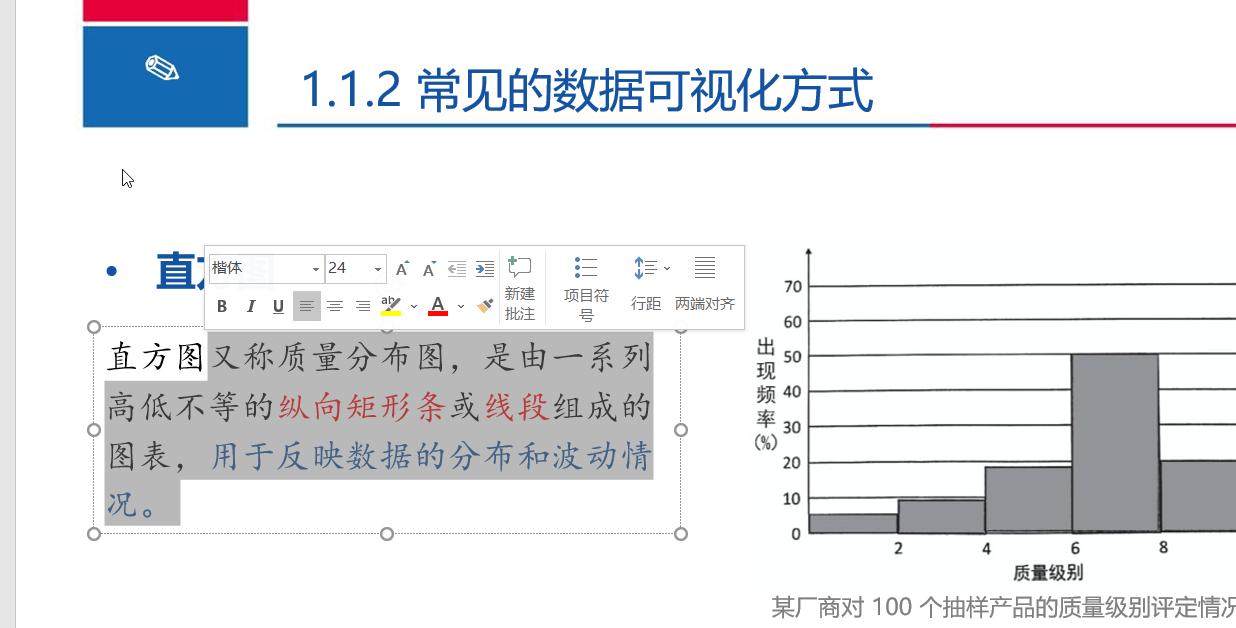 1.1.2 常见的数据可视化方式
• 直
楷体 24
B I U A
新建批注
项目符号
行距
两端对齐
直方图又称质量分布图，是由一系列
高低不等的纵向矩形条或线段组成的
图表，用于反映数据的分布和波动情
况。
出现频率(%)
70
60
50
40
30
20
10
0
2 4 6 8
质量级别
某厂商对 100 个抽样产品的质量级别评定情况